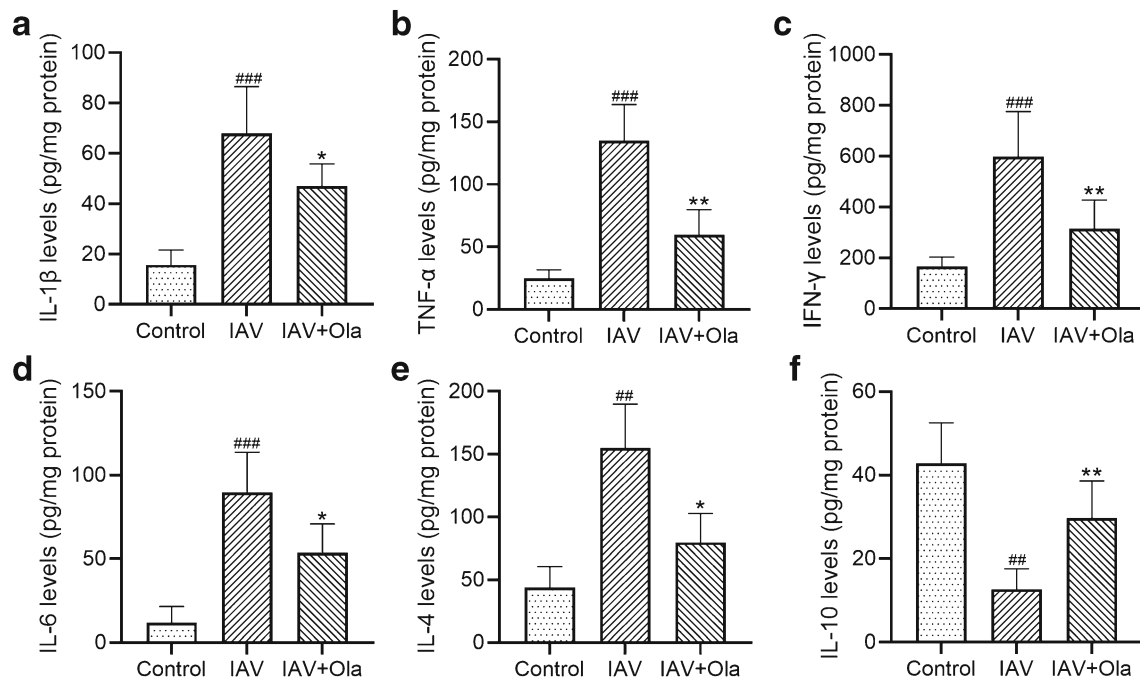 a
IL-1β levels (pg/mg protein)
100
80
60
40
20
0
###
*
Control
IAV
IAV+Ola
b
TNF-α levels (pg/mg protein)
200
150
100
50
0
###
**
Control
IAV
IAV+Ola
c
IFN-γ levels (pg/mg protein)
1000
800
600
400
200
0
###
**
Control
IAV
IAV+Ola
d
IL-6 levels (pg/mg protein)
150
100
50
0
###
*
Control
IAV
IAV+Ola
e
IL-4 levels (pg/mg protein)
200
150
100
50
0
##
*
Control
IAV
IAV+Ola
f
IL-10 levels (pg/mg protein)
60
40
20
0
##
**
Control
IAV
IAV+Ola